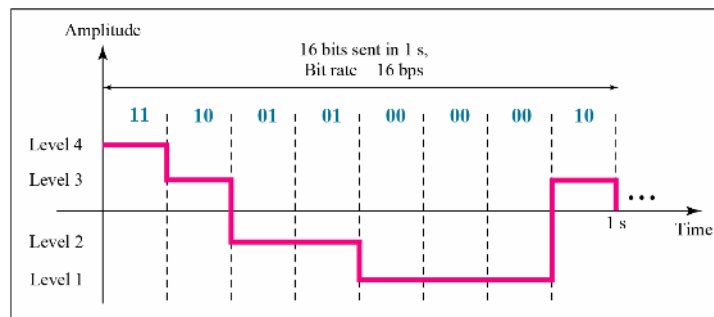 Amplitude
16 bits sent in 1 s,
Bit rate 16 bps
11 10 01 01 00 00 00 10
Level 4
Level 3
...
1 s
Time
Level 2
Level 1